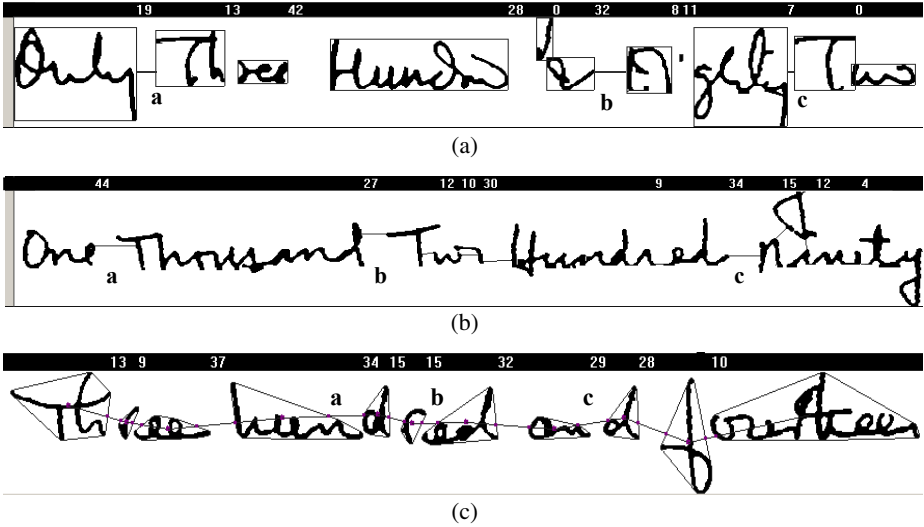 19 13 42 28 0 32 8 11 7 0
Only Three Hundred Eighty Two
a b c
(a)
44 27 12 10 30 9 34 15 12 4
One Thousand Two Hundred Ninety
a b c
(b)
13 9 37 34 15 15 32 29 28 10
a b c
Three hundred and fourteen
(c)